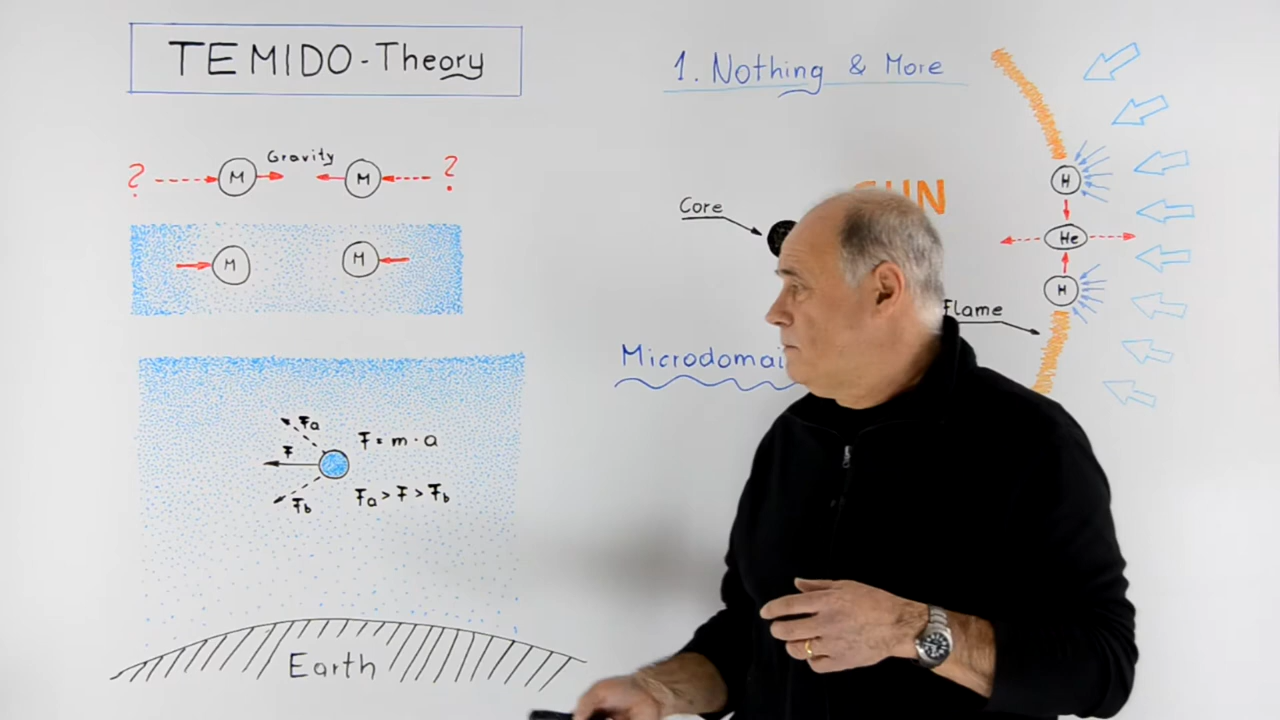 TEMIDO-Theory
? M Gravity M ?
M M
Fa
F
Fb
F = m · a
Fa > F > Fb
Earth
1. Nothing & More
Core
H
He
H
Flame